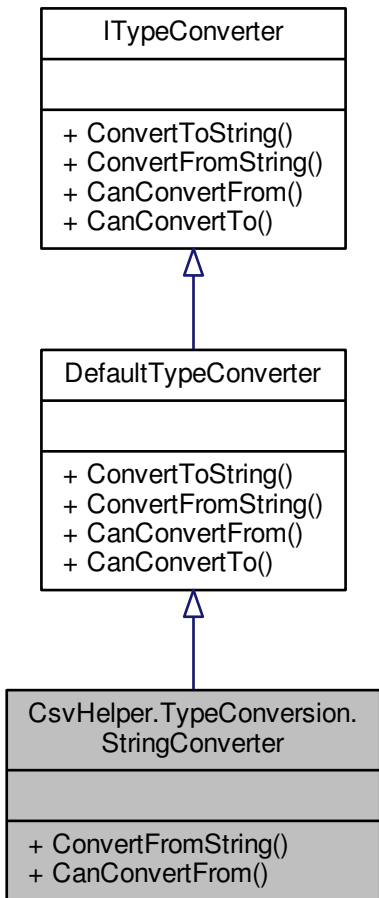 ITypeConverter
+ ConvertToString()
+ ConvertFromString()
+ CanConvertFrom()
+ CanConvertTo()
DefaultTypeConverter
+ ConvertToString()
+ ConvertFromString()
+ CanConvertFrom()
+ CanConvertTo()
CsvHelper.TypeConversion.
StringConverter
+ ConvertFromString()
+ CanConvertFrom()